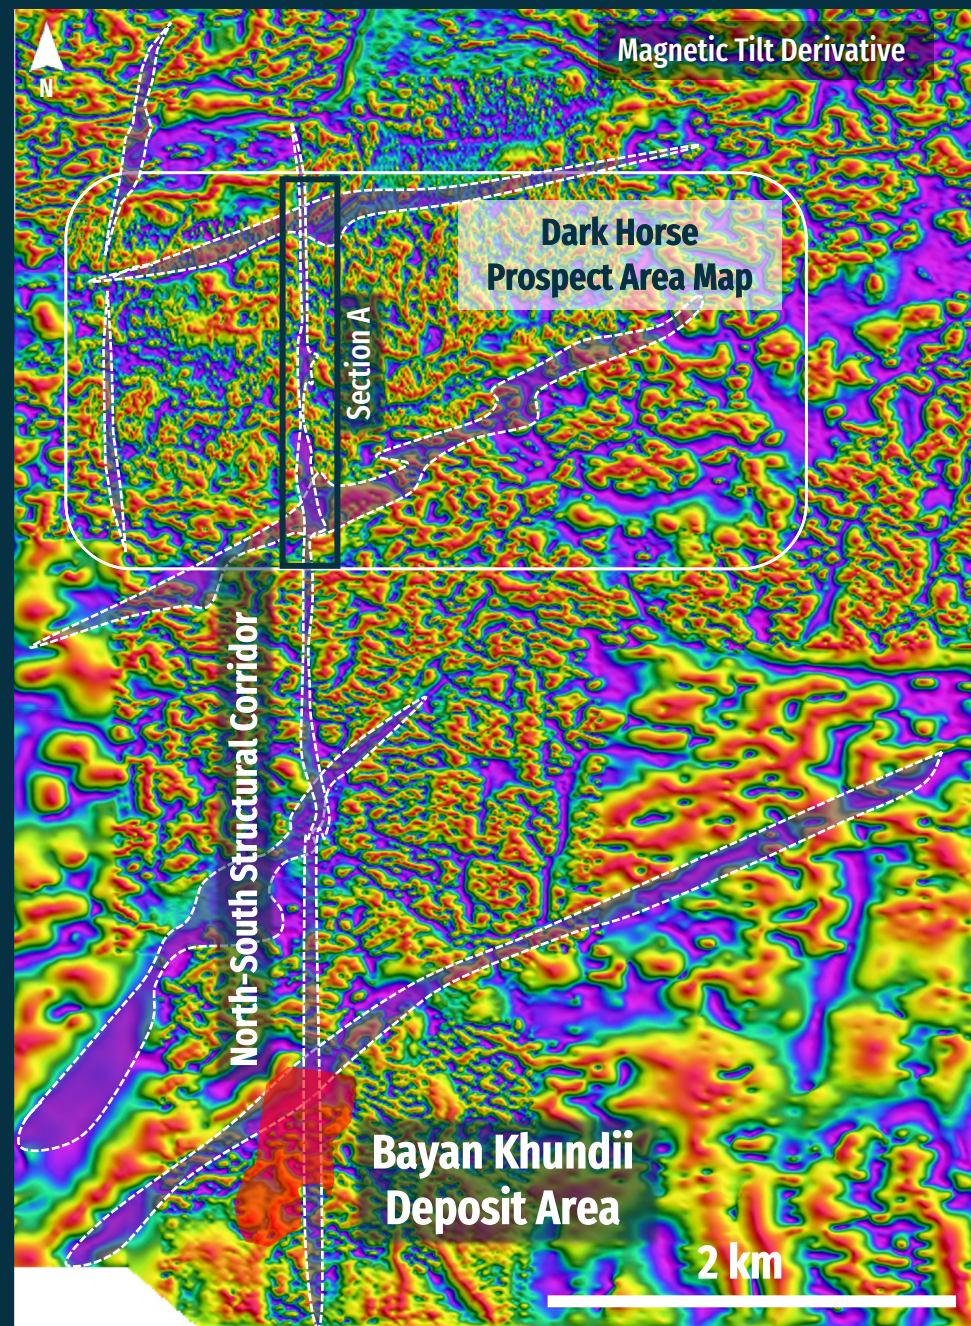 Magnetic Tilt Derivative
N
Dark Horse
Prospect Area Map
Section A
North-South Structural Corridor
Bayan Khundii
Deposit Area
2 km